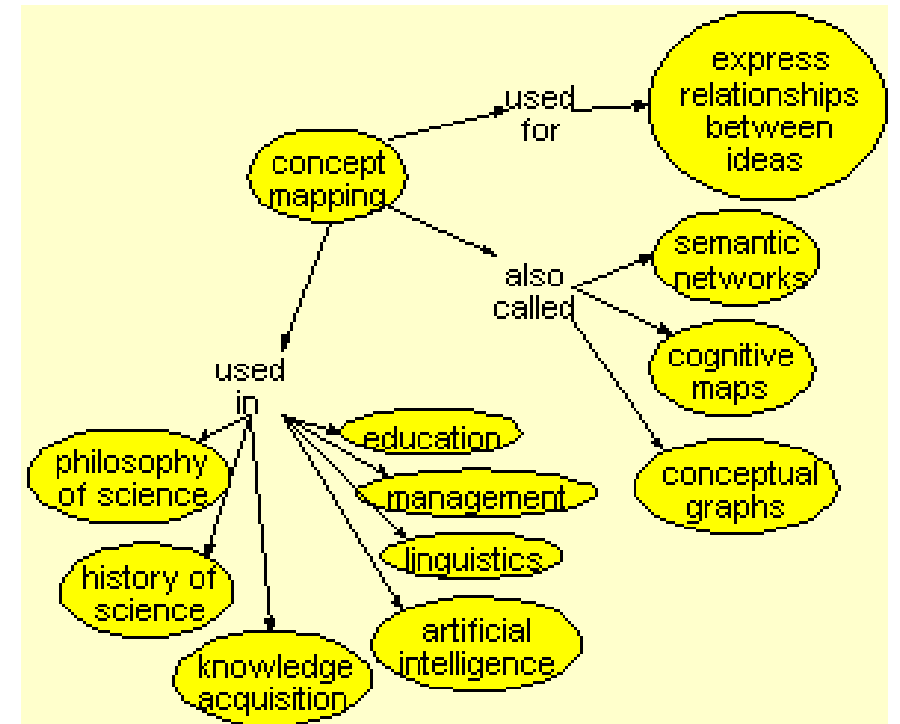 express
relationships
between
ideas
used
for
concept
mapping
semantic
networks
also
called
cognitive
maps
used
in
education
philosophy
of science
conceptual
graphs
management
linquistics
history of
science
artificial
intelligence
knowledge
acquisition